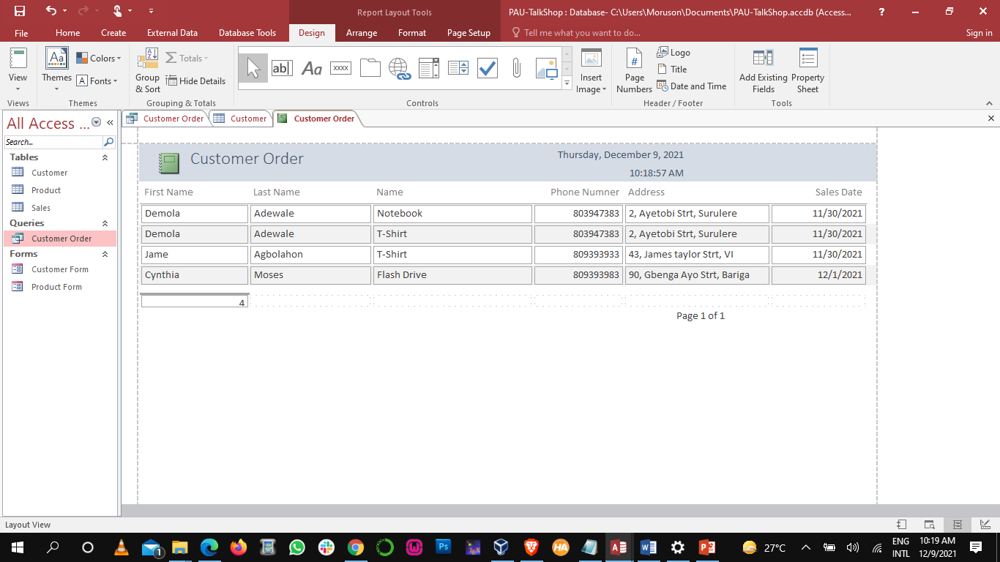 Report Layout Tools
PAU-TalkShop : Database- C:\Users\Moruson\Documents\PAU-TalkShop.accdb (Access...
?
File Home Create External Data Database Tools Design Arrange Format Page Setup Tell me what you want to do... Sign in
View
Views
Aa
Themes
Colors
A Fonts
Themes
Group & Sort
Σ Totals
Hide Details
Grouping & Totals
ab Aa xxxx
Controls
Insert Image
Page Numbers
Logo
Title
Date and Time
Header / Footer
Add Existing Fields
Property Sheet
Tools
All Access ...
Search...
Tables
Customer
Product
Sales
Queries
Customer Order
Forms
Customer Form
Product Form
Customer Order Customer Customer Order
Customer Order
Thursday, December 9, 2021
10:18:57 AM
First Name Last Name Name Phone Numner Address Sales Date
Demola Adewale Notebook 803947383 2, Ayetobi Strt, Surulere 11/30/2021
Demola Adewale T-Shirt 803947383 2, Ayetobi Strt, Surulere 11/30/2021
Jame Agbolahon T-Shirt 809393933 43, James taylor Strt, VI 11/30/2021
Cynthia Moses Flash Drive 809393983 90, Gbenga Ayo Strt, Bariga 12/1/2021
4
Page 1 of 1
Layout View
1
Ps
HA
27°C
ENG
INTL
10:19 AM
12/9/2021